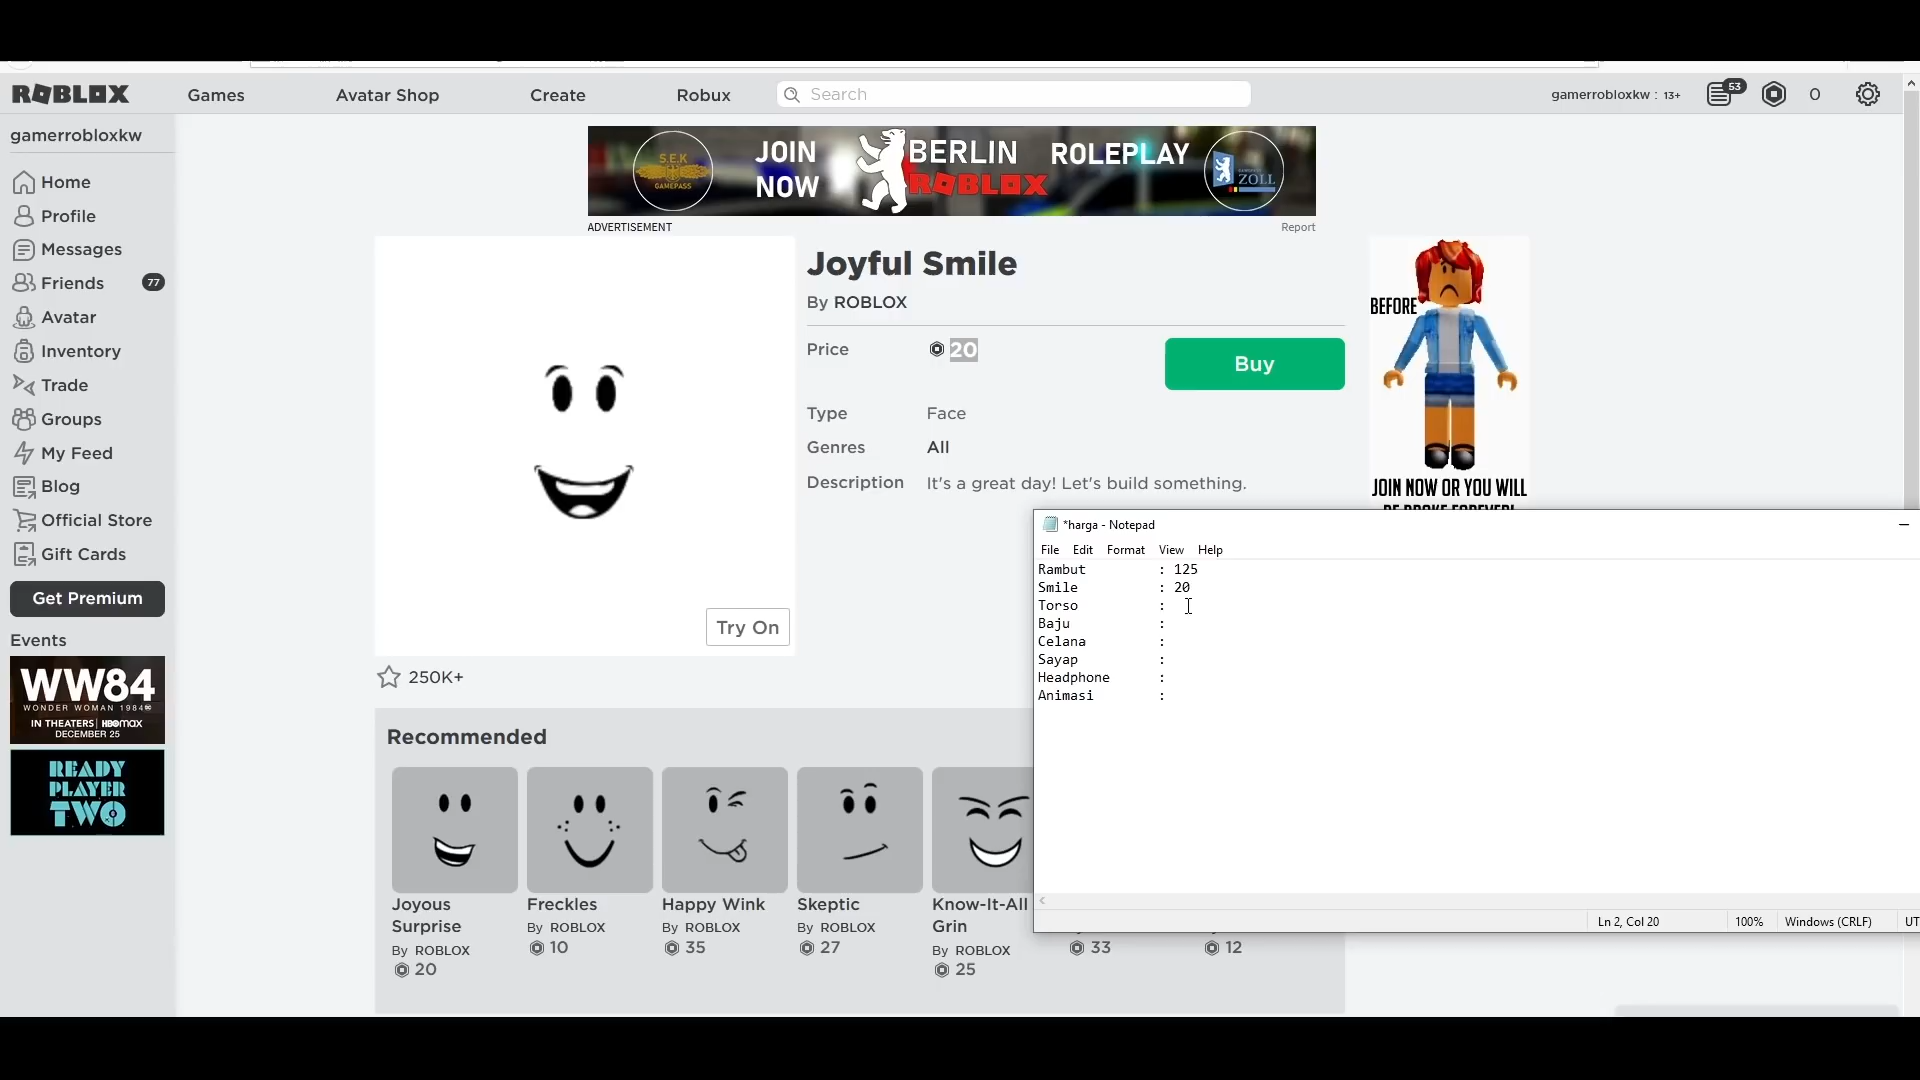 ROBLOX
Games
Avatar Shop
Create
Robux
Search
gamerrobloxkw : 13+
53
0
gamerrobloxkw
Home
Profile
Messages
Friends
77
Avatar
Inventory
Trade
Groups
My Feed
Blog
Official Store
Gift Cards
Get Premium
Events
WW84
WONDER WOMAN 1984
IN THEATERS | HBOmax
DECEMBER 25
READY
PLAYER
TWO
S.E.K
GAMEPASS
JOIN
NOW
BERLIN
ROBLOX
ROLEPLAY
ZOLL
ADVERTISEMENT
Report
Joyful Smile
By ROBLOX
Price
20
Buy
Type
Face
Genres
All
Description
It's a great day! Let's build something.
Try On
250K+
BEFORE
JOIN NOW OR YOU WILL
BE BROKE FOREVER!
Recommended
Joyous
Surprise
By ROBLOX
20
Freckles
By ROBLOX
10
Happy Wink
By ROBLOX
35
Skeptic
By ROBLOX
27
Know-It-All
Grin
By ROBLOX
25
33
12
*harga - Notepad
File Edit Format View Help
Rambut : 125
Smile : 20
Torso :
Baju :
Celana :
Sayap :
Headphone :
Animasi :
Ln 2, Col 20
100%
Windows (CRLF)
UT